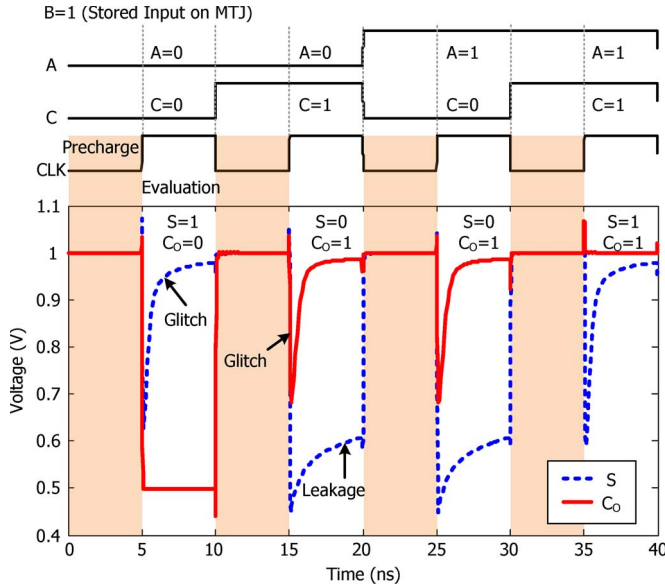 B=1 (Stored Input on MTJ)
A=0 A=0 A=1 A=1
A
C=0 C=1 C=0 C=1
C
Precharge
CLK
Evaluation
1.1
S=1 S=0 S=0 S=1
C_O=0 C_O=1 C_O=1 C_O=1
1
0.9
Glitch
0.8
Glitch
0.7
0.6
Leakage
0.5
0.4
Voltage (V)
S
C_O
0 5 10 15 20 25 30 35 40
Time (ns)